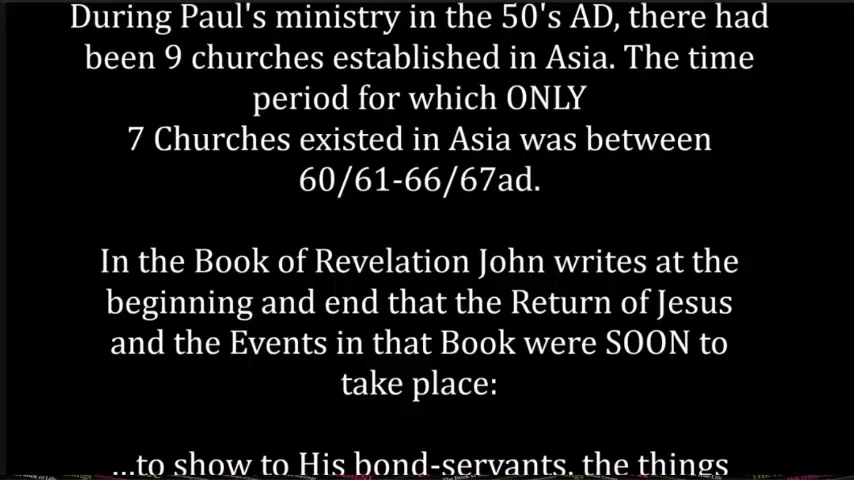 During Paul's ministry in the 50's AD, there had
been 9 churches established in Asia. The time
period for which ONLY
7 Churches existed in Asia was between
60/61-66/67ad.
In the Book of Revelation John writes at the
beginning and end that the Return of Jesus
and the Events in that Book were SOON to
take place:
...to show to His bond-servants, the things